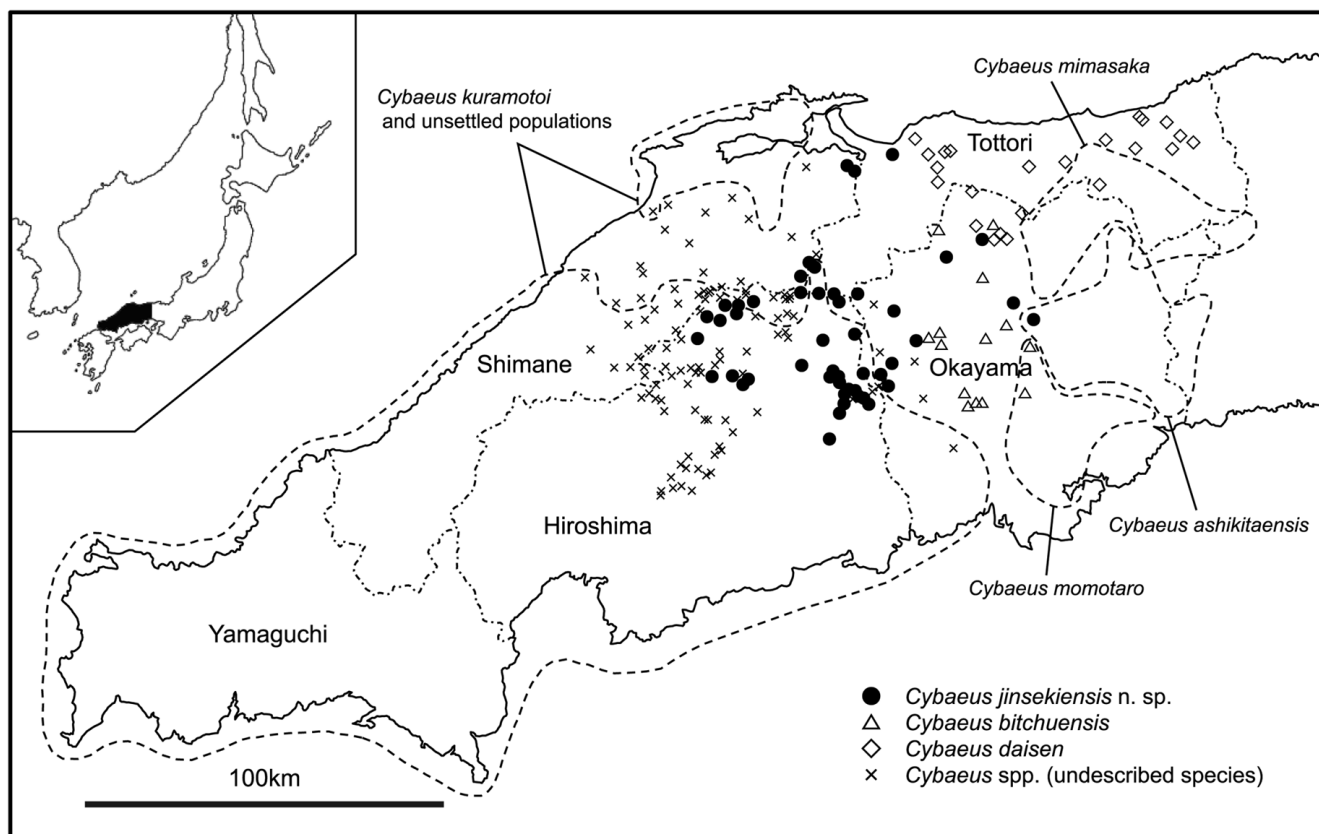 Cybaeus mimasaka
Cybaeus kuramotoi
and unsettled populations
Tottori
Shimane
Okayama
Hiroshima
Cybaeus ashikitaensis
Cybaeus momotaro
Yamaguchi
Cybaeus jinsekiensis n. sp.
Cybaeus bitchuensis
Cybaeus daisen
Cybaeus spp. (undescribed species)
100km